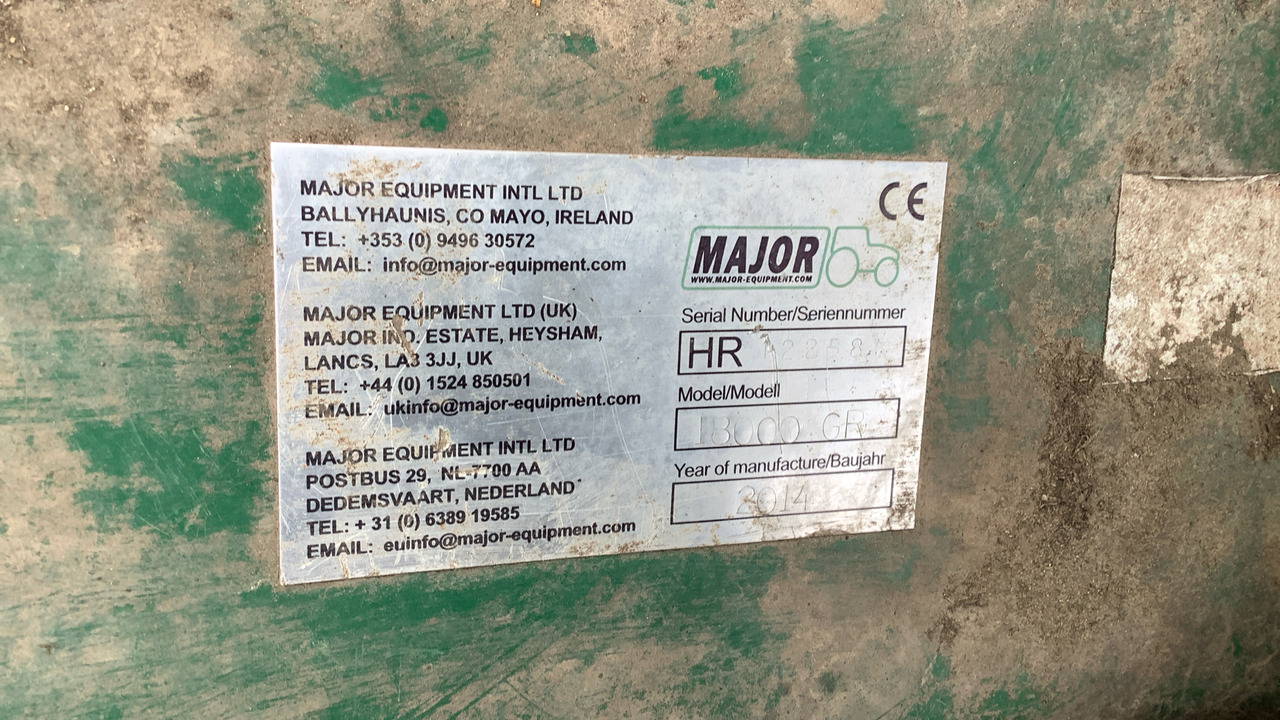 MAJOR EQUIPMENT INTL LTD
BALLYHAUNIS, CO MAYO, IRELAND
TEL: +353 (0) 9496 30572
EMAIL: info@major-equipment.com
MAJOR EQUIPMENT LTD (UK)
MAJOR IND. ESTATE, HEYSHAM,
LANCS, LA3 3JJ, UK
TEL: +44 (0) 1524 850501
EMAIL: ukinfo@major-equipment.com
MAJOR EQUIPMENT INTL LTD
POSTBUS 29, NL-7700 AA
DEDEMSVAART, NEDERLAND
TEL: + 31 (0) 6389 19585
EMAIL: euinfo@major-equipment.com
CE
MAJOR
WWW.MAJOR-EQUIPMENT.COM
Serial Number/Seriennummer
HR
Model/Modell
18000 GR
Year of manufacture/Baujahr
2014